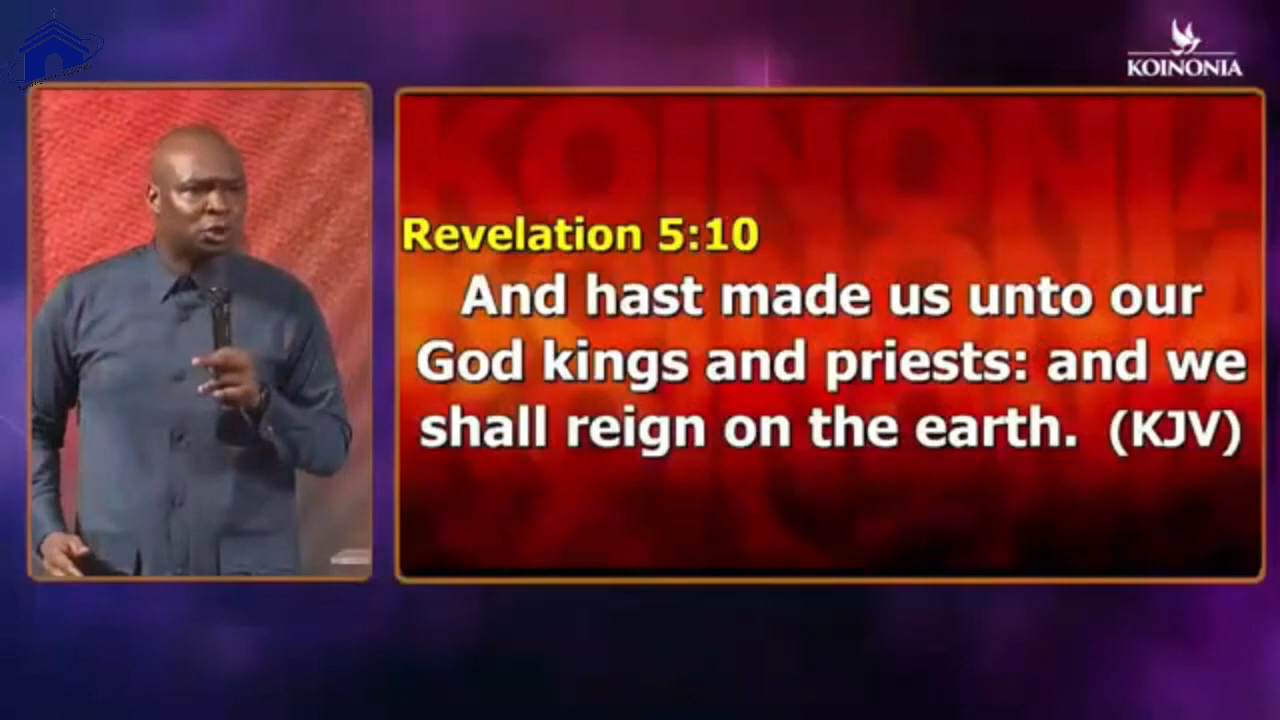 KOINONIA
Revelation 5:10
And hast made us unto our
God kings and priests: and we
shall reign on the earth. (KJV)